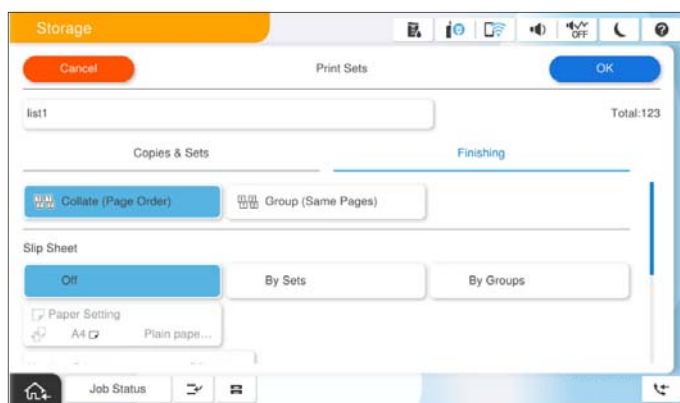 Storage
OFF
Cancel
Print Sets
OK
list1
Total:123
Copies & Sets
Finishing
Collate (Page Order)
Group (Same Pages)
Slip Sheet
Off
By Sets
By Groups
Paper Setting
A4
Plain pape...
Job Status